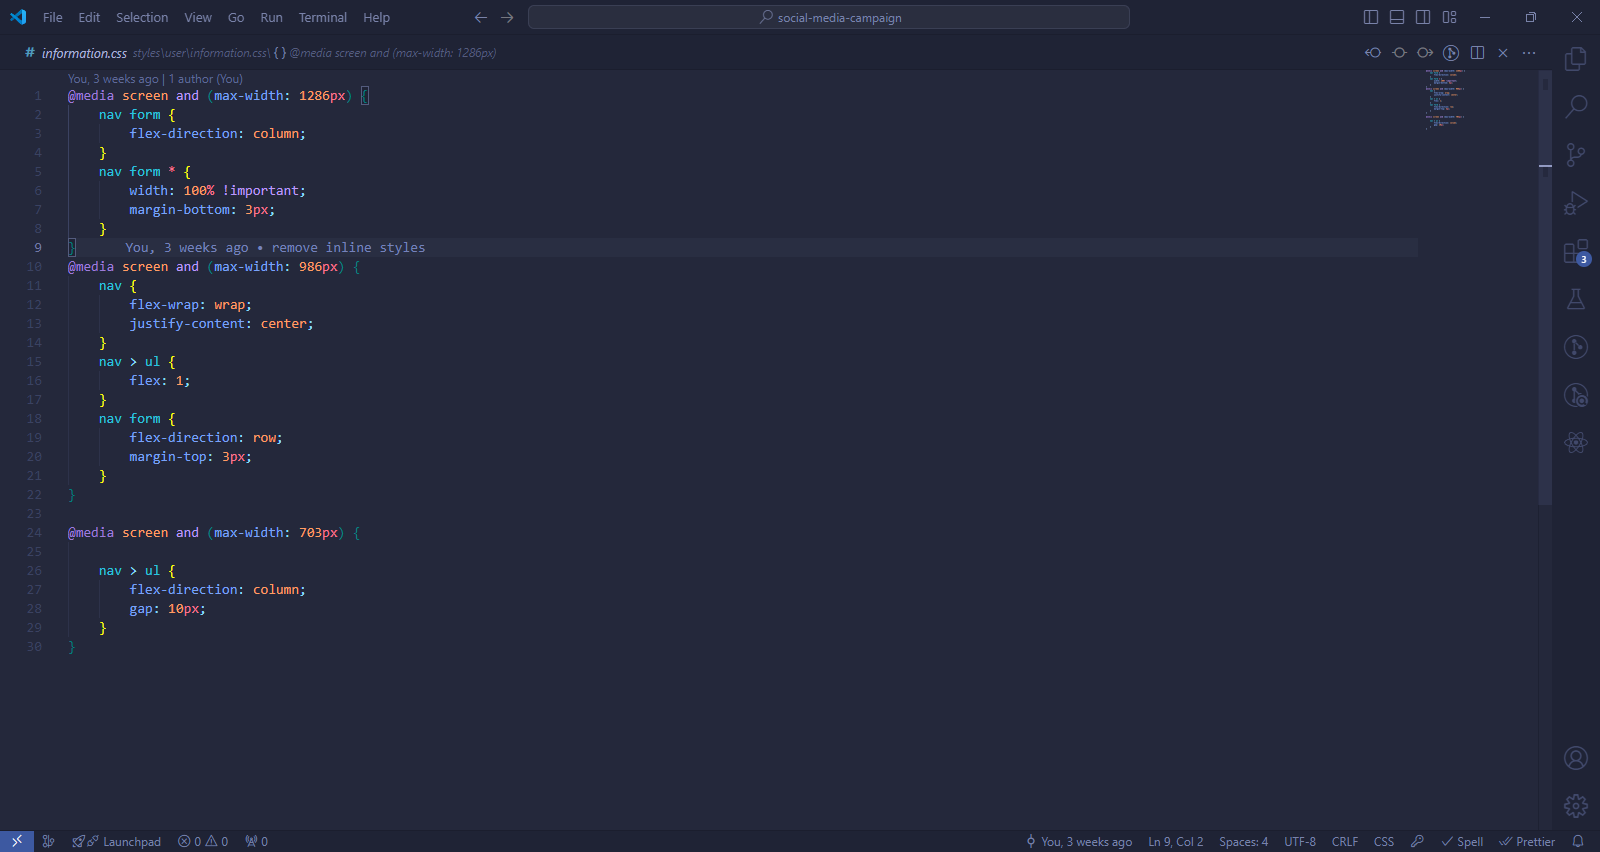 File Edit Selection View Go Run Terminal Help
social-media-campaign
# information.css styles\user\information.css\ { } @media screen and (max-width: 1286px)
You, 3 weeks ago | 1 author (You)
1 @media screen and (max-width: 1286px) {
2 nav form {
3 flex-direction: column;
4 }
5 nav form * {
6 width: 100% !important;
7 margin-bottom: 3px;
8 }
9 } You, 3 weeks ago • remove inline styles
10 @media screen and (max-width: 986px) {
11 nav {
12 flex-wrap: wrap;
13 justify-content: center;
14 }
15 nav > ul {
16 flex: 1;
17 }
18 nav form {
19 flex-direction: row;
20 margin-top: 3px;
21 }
22 }
23
24 @media screen and (max-width: 703px) {
25
26 nav > ul {
27 flex-direction: column;
28 gap: 10px;
29 }
30 }
3
Launchpad 0 0 0 You, 3 weeks ago Ln 9, Col 2 Spaces: 4 UTF-8 CRLF CSS Spell Prettier